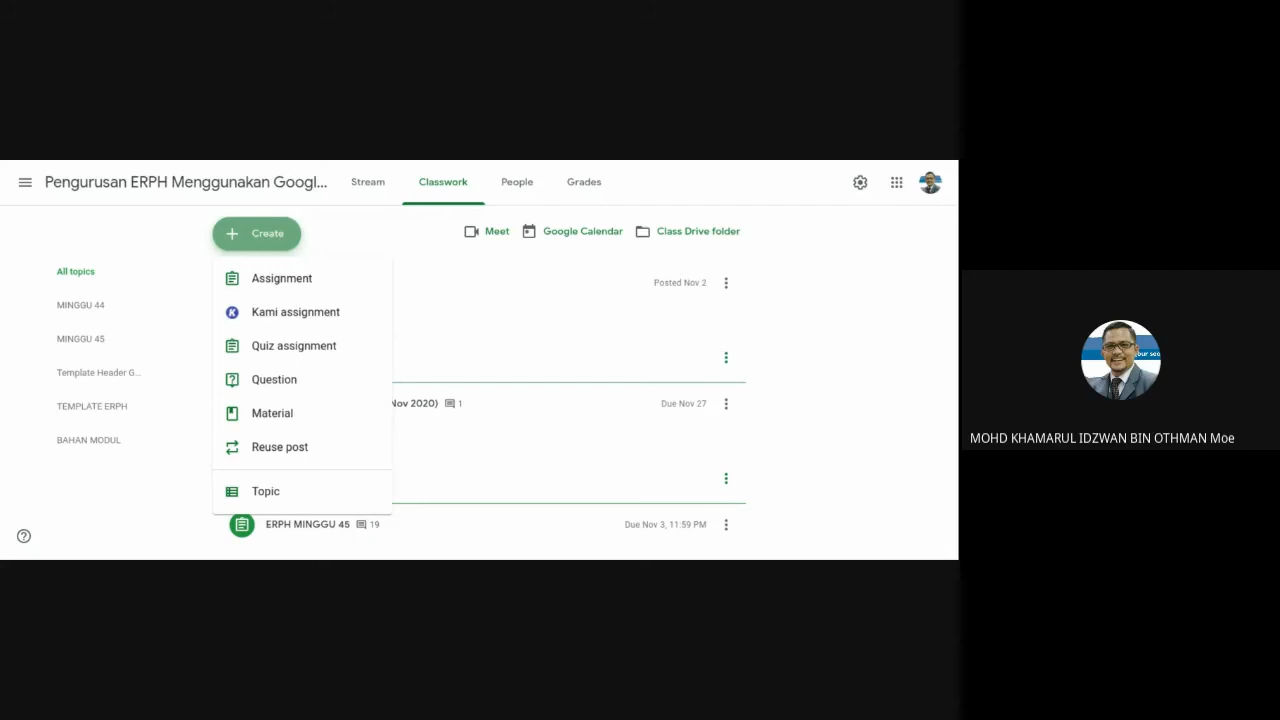 Pengurusan ERPH Menggunakan Googl... Stream Classwork People Grades
Create
Meet Google Calendar Class Drive folder
All topics
MINGGU 44
MINGGU 45
Template Header G...
TEMPLATE ERPH
BAHAN MODUL
Assignment
Kami assignment
Quiz assignment
Question
Material
Reuse post
Topic
Posted Nov 2
Nov 2020) 1 Due Nov 27
ERPH MINGGU 45 19 Due Nov 3, 11:59 PM
our
MOHD KHAMARUL IDZWAN BIN OTHMAN Moe